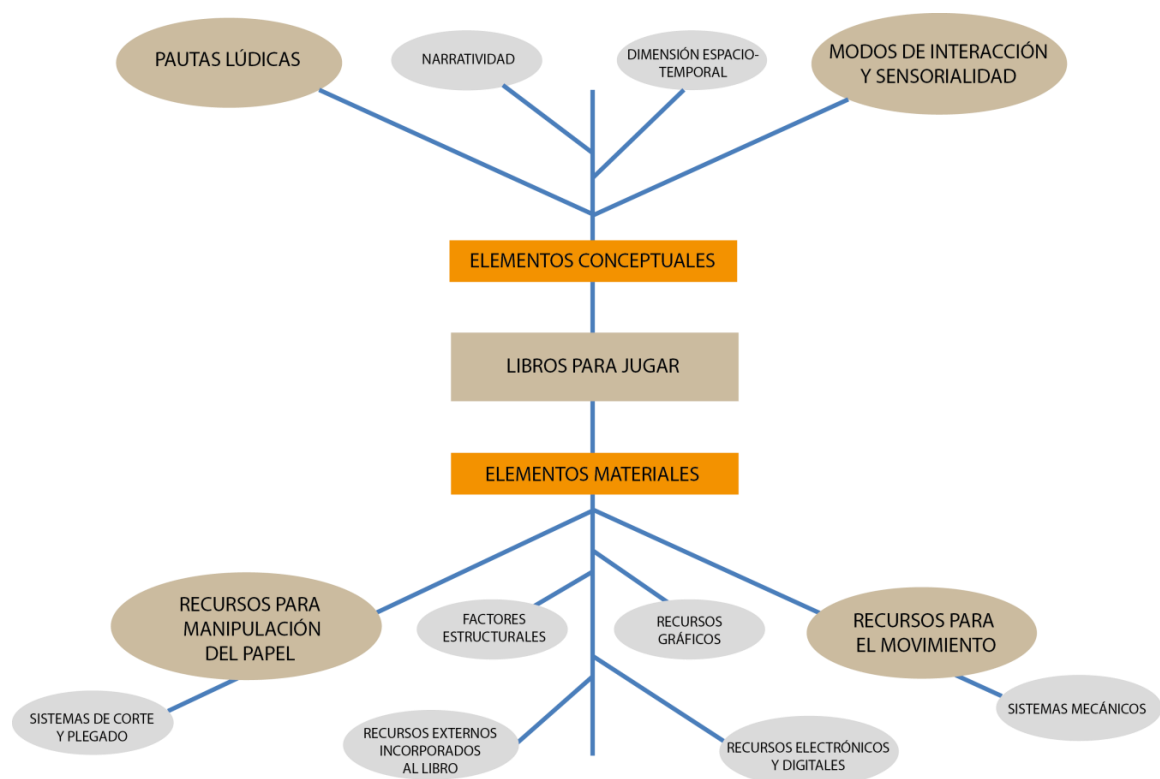 PAUTAS LÚDICAS
NARRATIVIDAD
DIMENSIÓN ESPACIO-
TEMPORAL
MODOS DE INTERACCIÓN
Y SENSORIALIDAD
ELEMENTOS CONCEPTUALES
LIBROS PARA JUGAR
ELEMENTOS MATERIALES
RECURSOS PARA
MANIPULACIÓN
DEL PAPEL
FACTORES
ESTRUCTURALES
RECURSOS
GRÁFICOS
RECURSOS PARA
EL MOVIMIENTO
SISTEMAS DE CORTE
Y PLEGADO
RECURSOS EXTERNOS
INCORPORADOS
AL LIBRO
RECURSOS ELECTRÓNICOS
Y DIGITALES
SISTEMAS MECÁNICOS